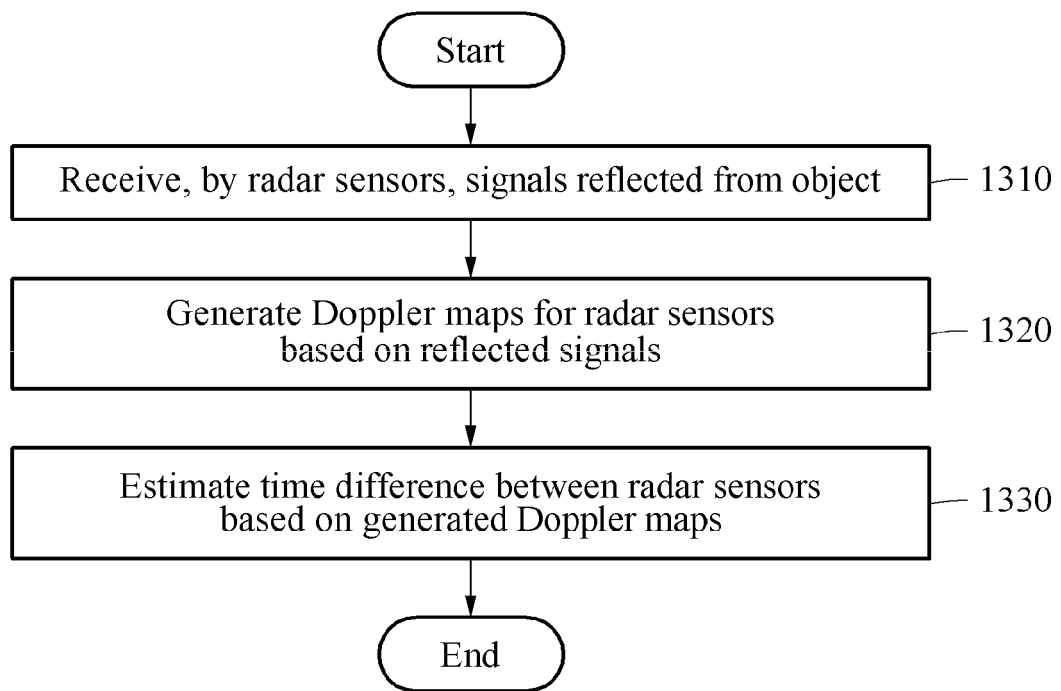 Start
Receive, by radar sensors, signals reflected from object
1310
Generate Doppler maps for radar sensors
based on reflected signals
1320
Estimate time difference between radar sensors
based on generated Doppler maps
1330
End